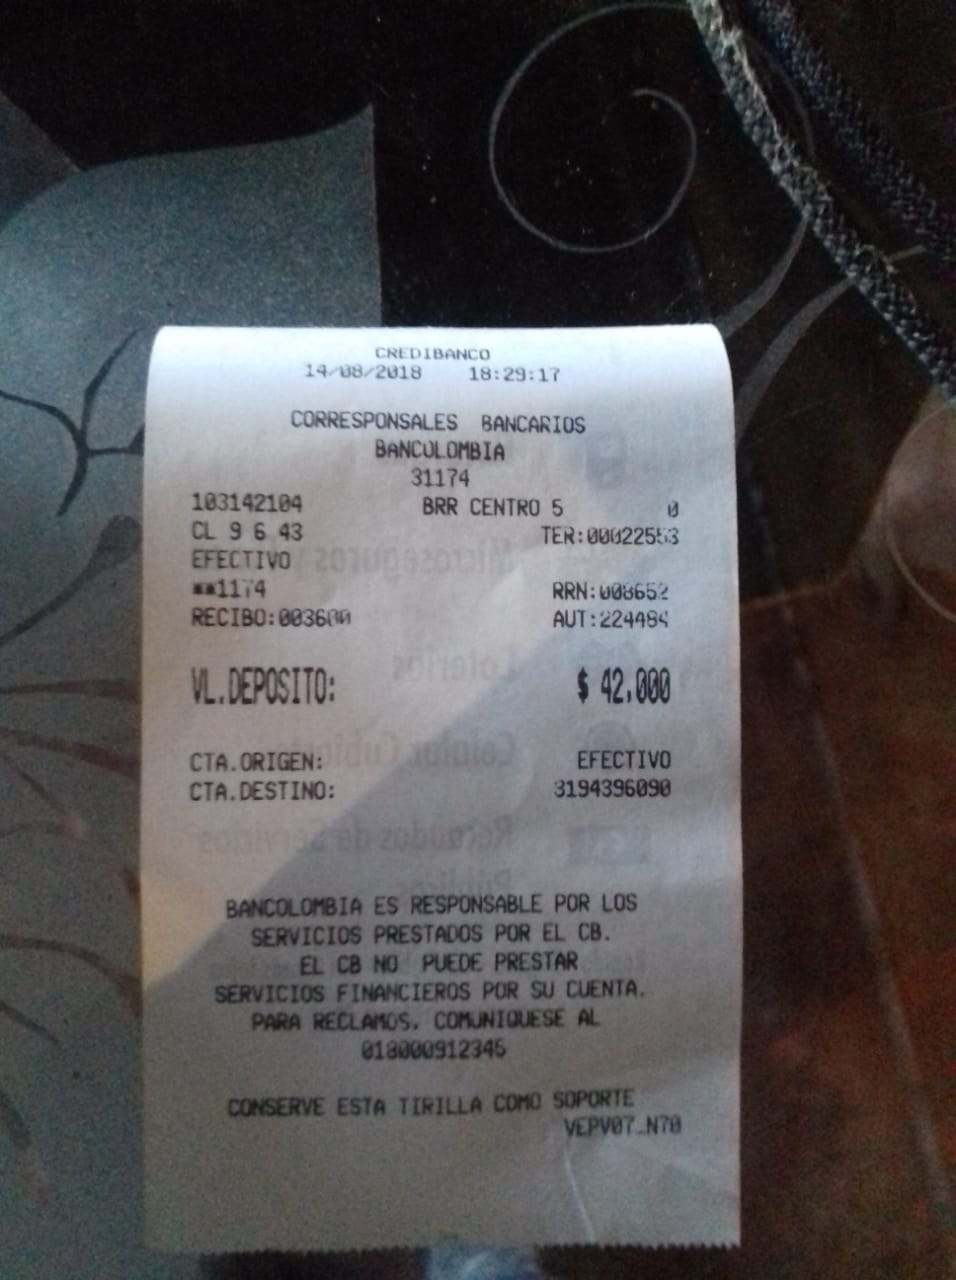 CREDIBANCO
14/08/2018 18:29:17
CORRESPONSALES BANCARIOS
BANCOLOMBIA
31174
103142104 BRR CENTRO 5 0
CL 9 6 43 TER:00022553
EFECTIVO
**1174 RRN:008652
RECIBO:003600 AUT:224484
VL.DEPOSITO: $ 42,000
CTA.ORIGEN: EFECTIVO
CTA.DESTINO: 3194396090
BANCOLOMBIA ES RESPONSABLE POR LOS
SERVICIOS PRESTADOS POR EL CB.
EL CB NO PUEDE PRESTAR
SERVICIOS FINANCIEROS POR SU CUENTA.
PARA RECLAMOS, COMUNIQUESE AL
018000912345
CONSERVE ESTA TIRILLA COMO SOPORTE
VEPV07_N70